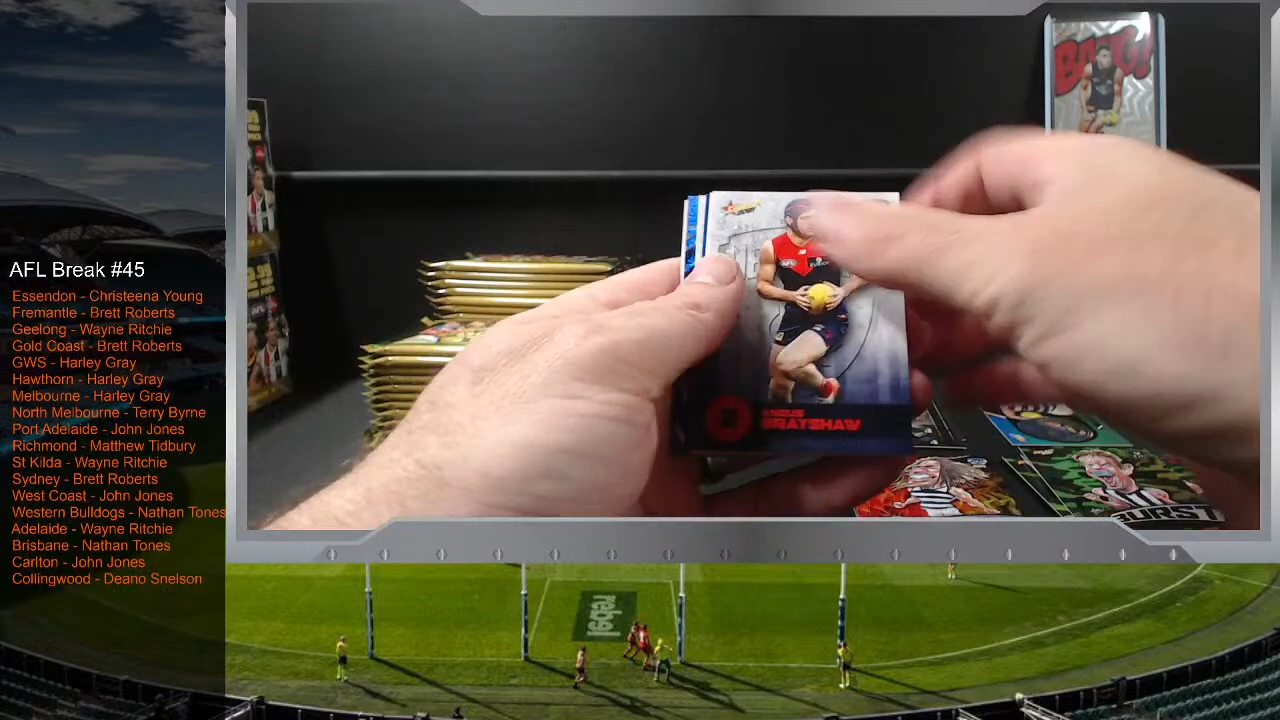 AFL Break #45
Essendon - Christeena Young
Fremantle - Brett Roberts
Geelong - Wayne Ritchie
Gold Coast - Brett Roberts
GWS - Harley Gray
Hawthorn - Harley Gray
Melbourne - Harley Gray
North Melbourne - Terry Byrne
Port Adelaide - John Jones
Richmond - Matthew Tidbury
St Kilda - Wayne Ritchie
Sydney - Brett Roberts
West Coast - John Jones
Western Bulldogs - Nathan Tones
Adelaide - Wayne Ritchie
Brisbane - Nathan Tones
Carlton - John Jones
Collingwood - Deano Snelson
BANG!
ANGUS
BRAYSHAW
BURST
rebel